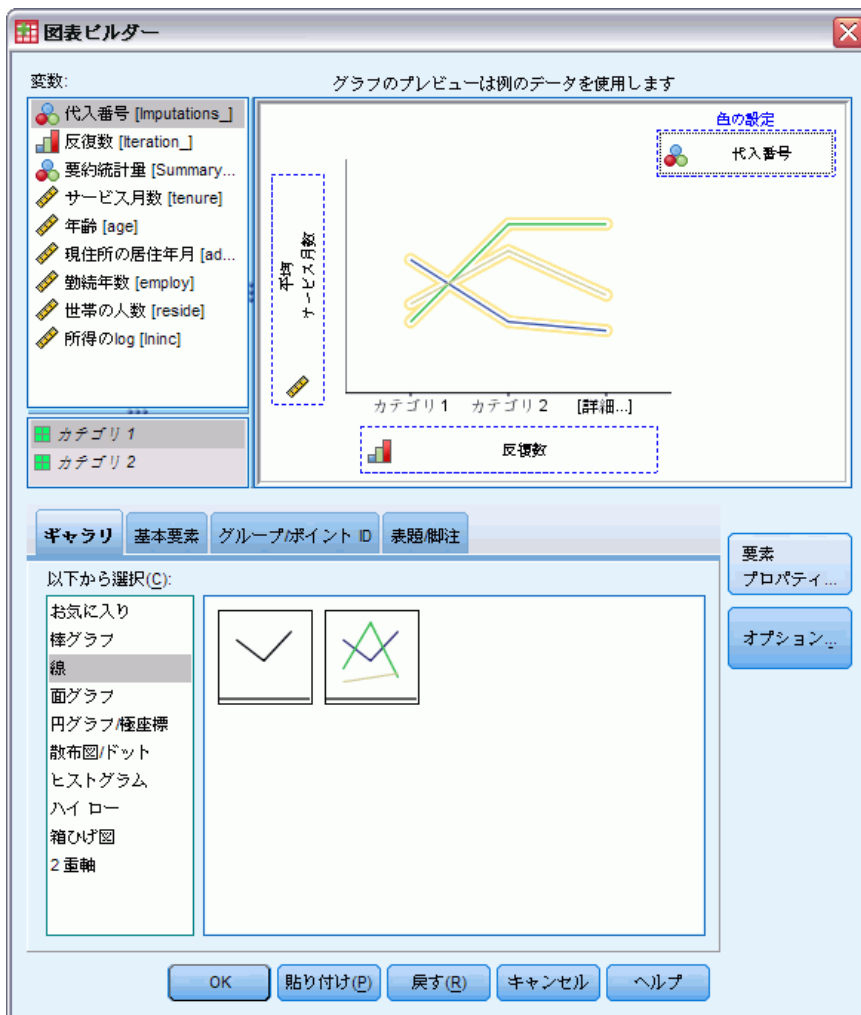 図表ビルダー
変数:
グラフのプレビューは例のデータを使用します
代入番号 [Imputations_]
反復数 [Iteration_]
要約統計量 [Summary...
サービス月数 [tenure]
年齢 [age]
現住所の居住年月 [ad...
勤続年数 [employ]
世帯の人数 [reside]
所得のlog [lninc]
カテゴリ 1
カテゴリ 2
色の設定
代入番号
平均
サービス月数
カテゴリ 1 カテゴリ 2 [詳細...]
反復数
ギャラリ 基本要素 グループ/ポイント ID 表題/脚注
以下から選択(C):
お気に入り
棒グラフ
線
面グラフ
円グラフ/極座標
散布図/ドット
ヒストグラム
ハイ ロー
箱ひげ図
2 重軸
要素
プロパティ...
オプション...
OK 貼り付け(P) 戻す(R) キャンセル ヘルプ